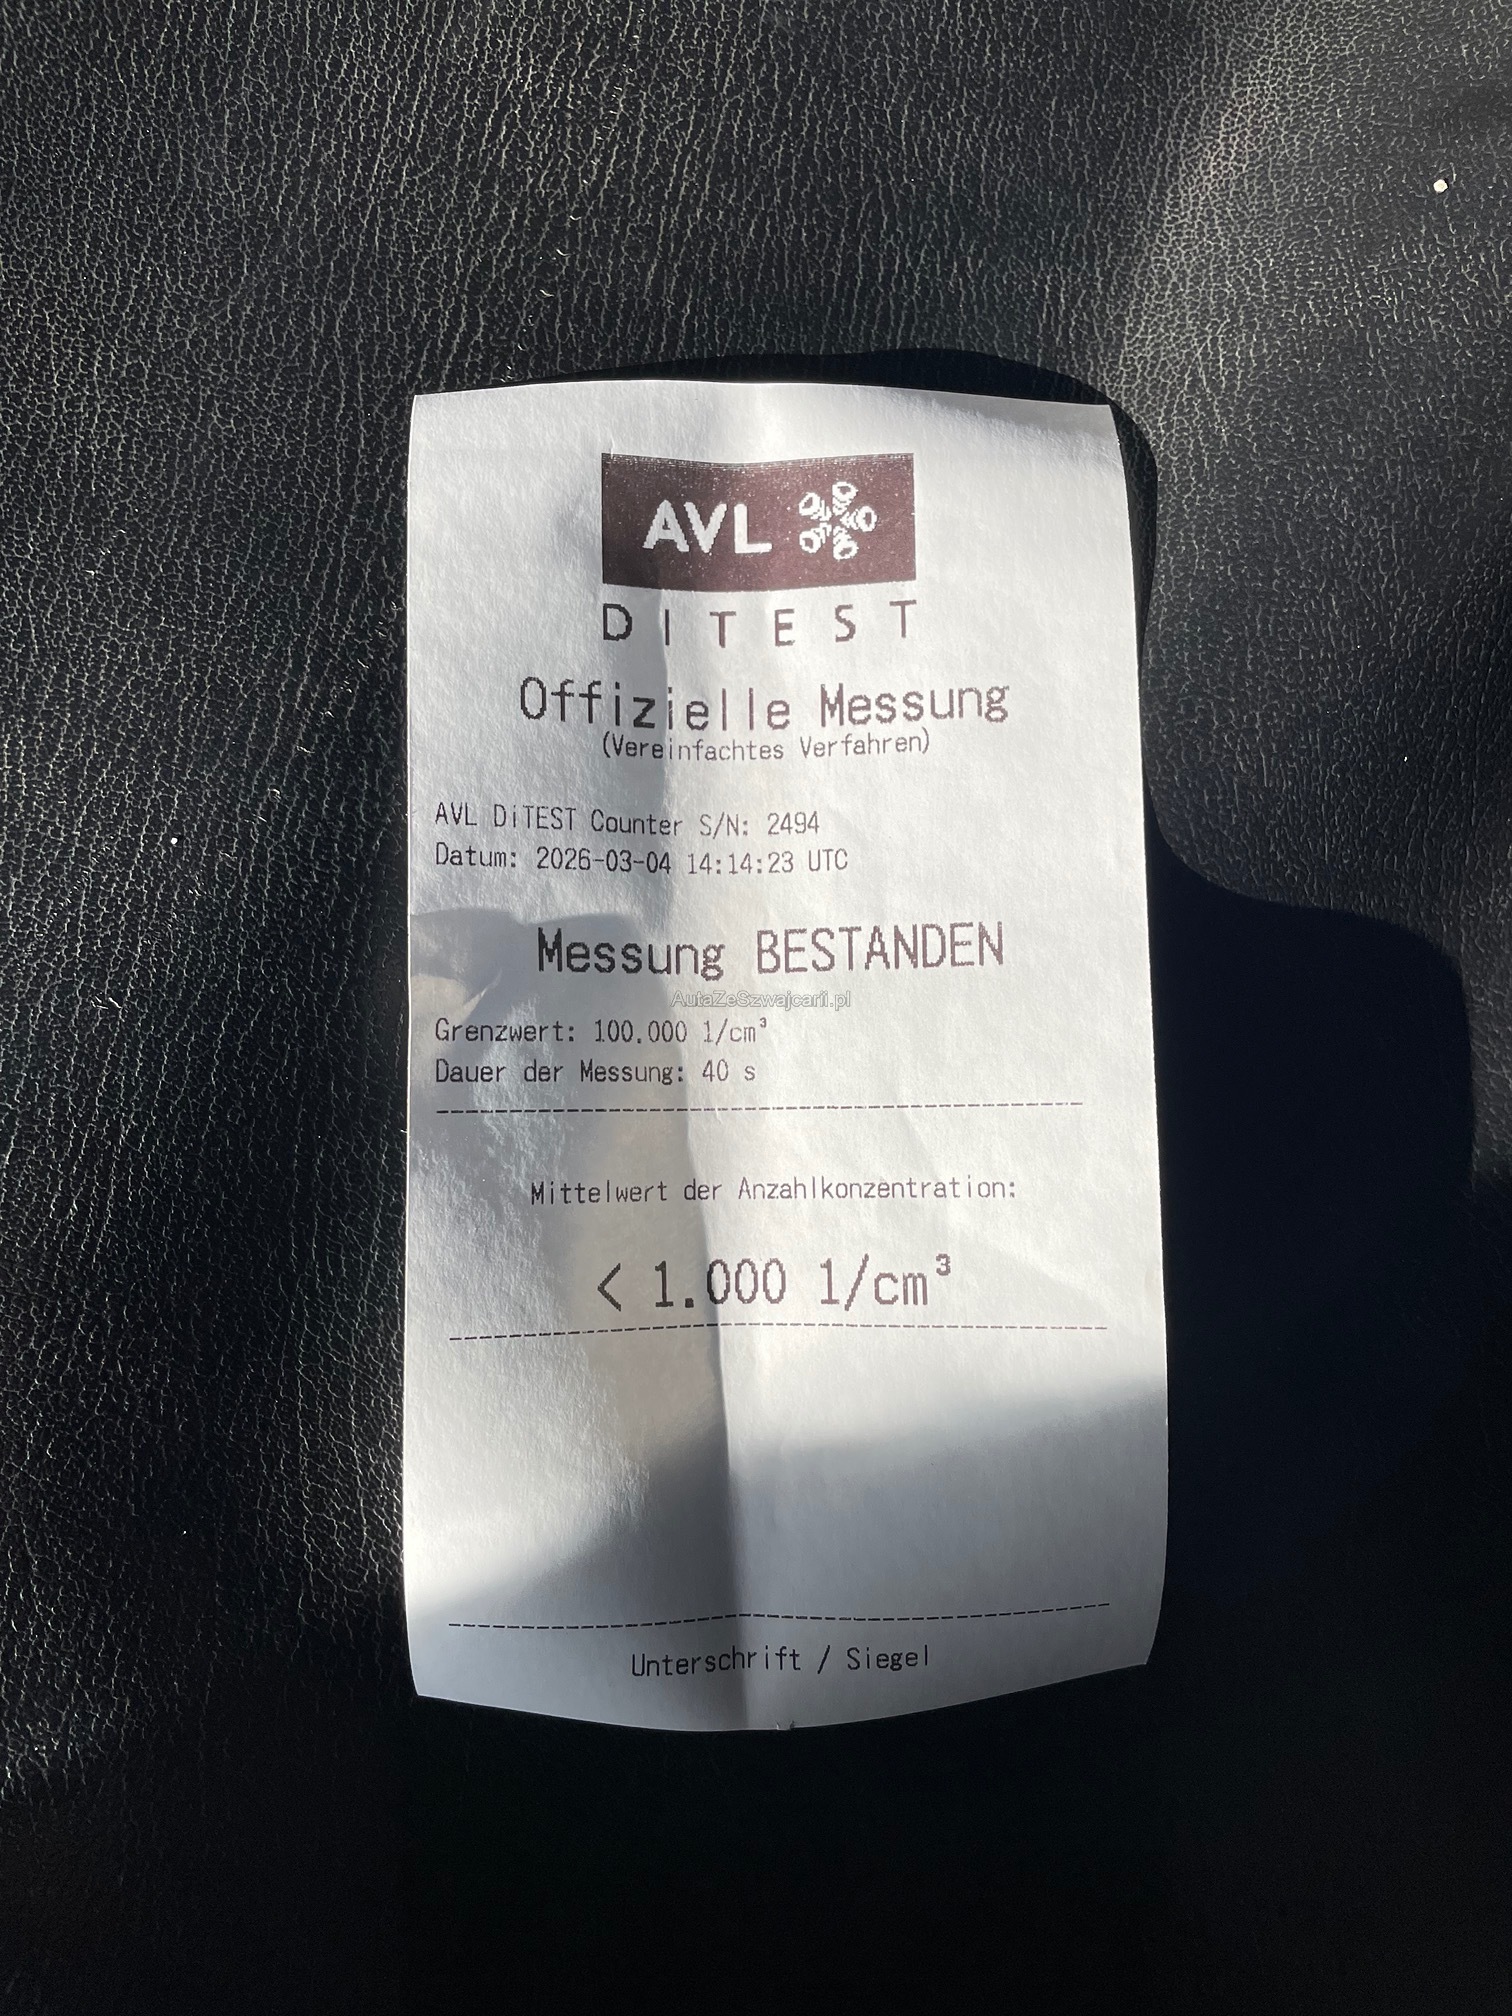 AVL
DITEST
Offizielle Messung
(Vereinfachtes Verfahren)
AVL DiTEST Counter S/N: 2494
Datum: 2026-03-04 14:14:23 UTC
Messung BESTANDEN
AutaZeSzwajcarii.pl
Grenzwert: 100.000 1/cm³
Dauer der Messung: 40 s
Mittelwert der Anzahlkonzentration:
< 1.000 1/cm³
Unterschrift / Siegel